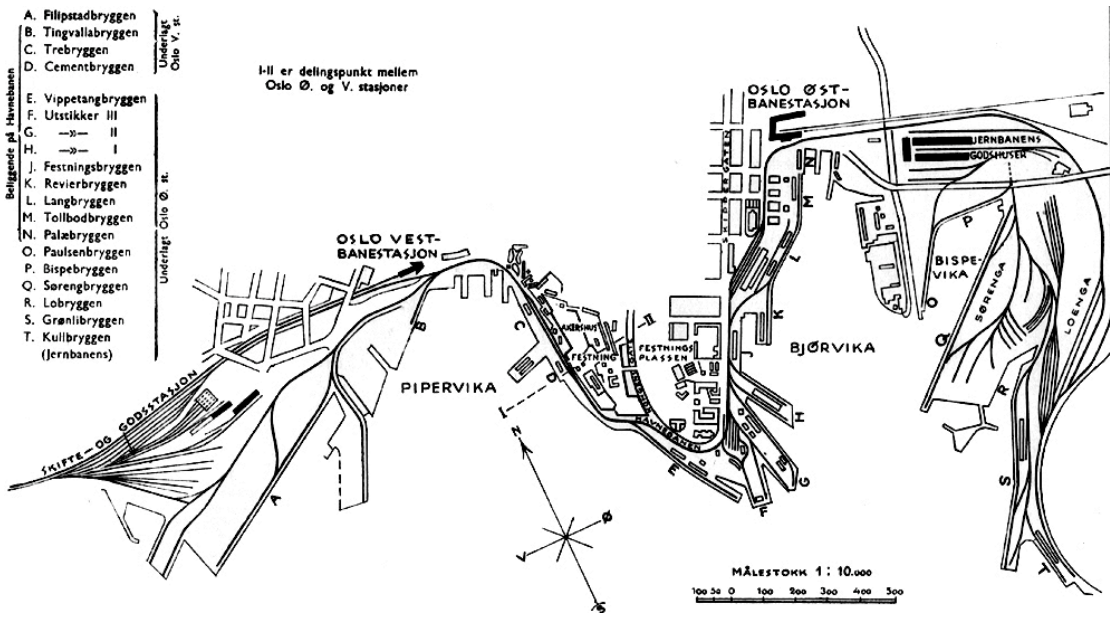 A. Filipstadbryggen
B. Tingvallabryggen
C. Trebryggen
D. Cementbryggen
E. Vippetangbryggen
F. Utstikker III
G. —»— II
H. —»— I
J. Festningsbryggen
K. Revierbryggen
L. Langbryggen
M. Tollbodbryggen
N. Palæbryggen
O. Paulsenbryggen
P. Bispebryggen
Q. Sørengbryggen
R. Lobryggen
S. Grønlibryggen
T. Kullbryggen
(Jernbanens)
Beliggende på Havnebanen
Underlagt
Oslo V. st.
Underlagt Oslo Ø. st.
I-II er delingspunkt mellem
Oslo Ø. og V. stasjoner
OSLO ØST-
BANESTASJON
JERNBANENS
GODSHUSER
SKIPPERGATEN
N
M
L
K
H
G
F
E
P
BISPE-
VIKA
O
Q
SØRENGA
LOENGA
R
S
T
OSLO VEST-
BANESTASJON
B
C
D
AKERSHUS
FESTNING
II
FESTNINGS
PLASSEN
HAVNEBANEN
BJØRVIKA
PIPERVIKA
I
SKIFTE-OG GODSSTASJON
A
N
Ø
V
S
MÅLESTOKK 1 : 10.000
100 50 0 100 200 300 400 500